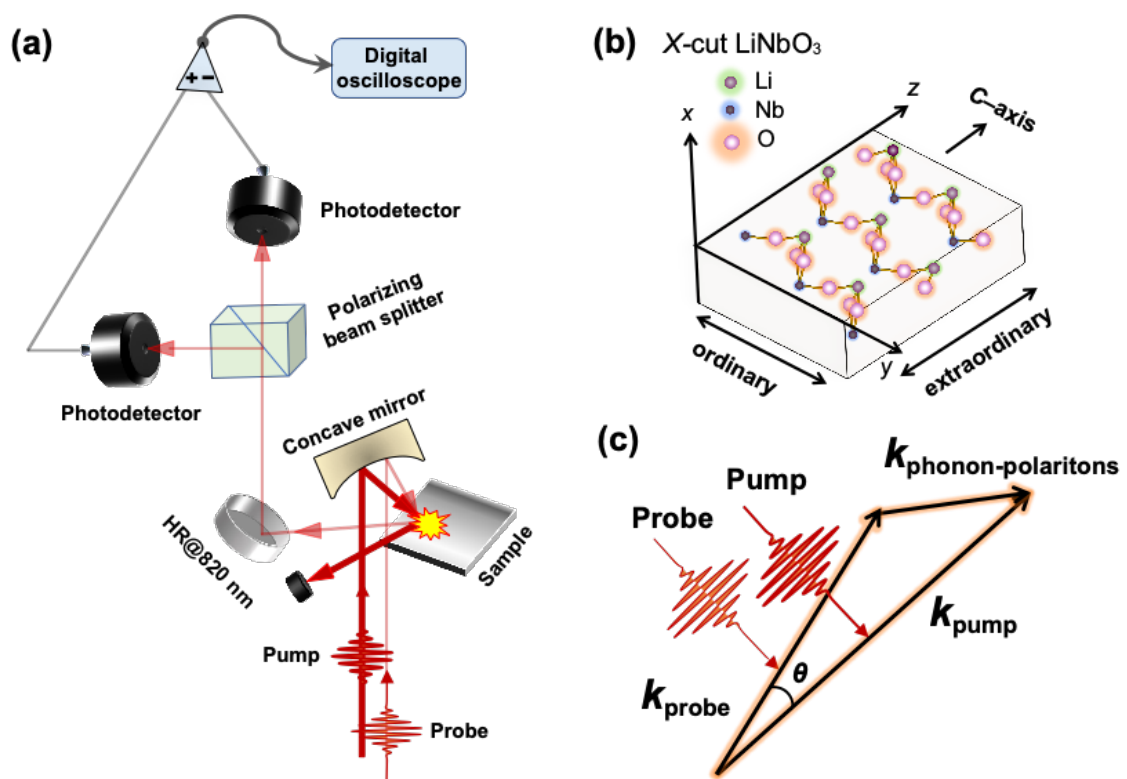 (a)
+ −
Digital
oscilloscope
Photodetector
Polarizing
beam splitter
Photodetector
Concave mirror
HR@820 nm
Sample
Pump
Probe
(b)
X-cut LiNbO₃
Li
Nb
O
x
z
C–axis
y
ordinary
extraordinary
(c)
kphonon-polaritons
Pump
Probe
kpump
θ
kprobe